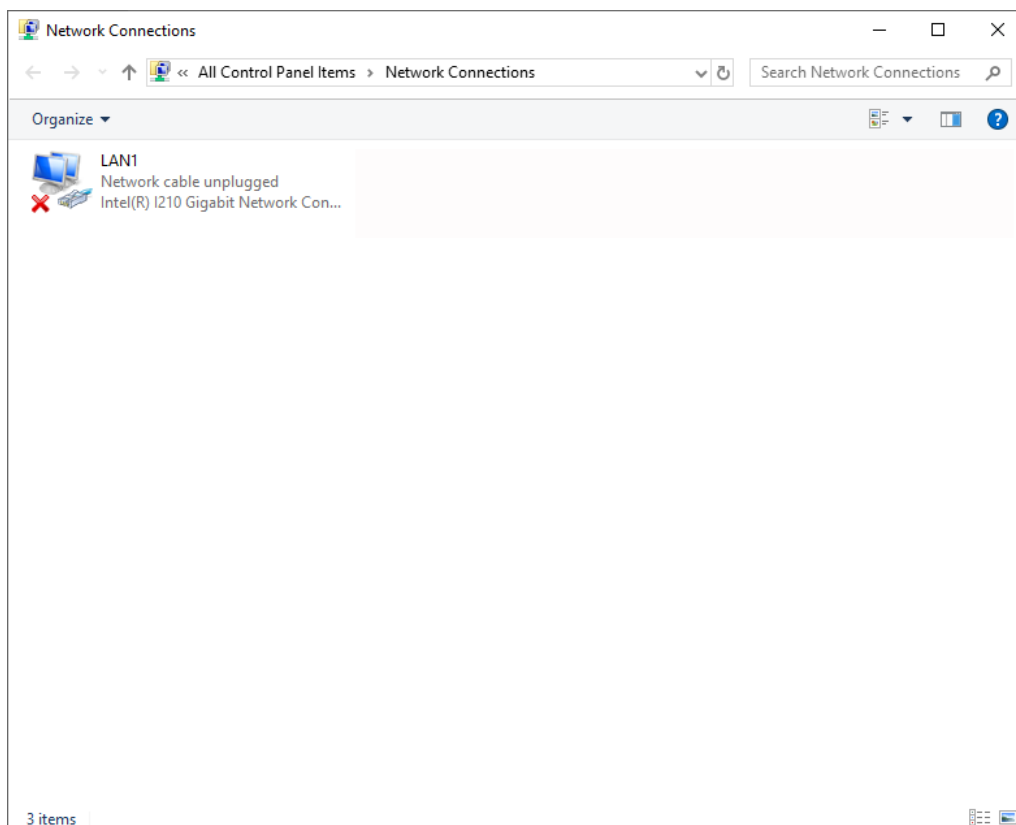 Network Connections
« All Control Panel Items › Network Connections
Search Network Connections
Organize
LAN1
Network cable unplugged
Intel(R) I210 Gigabit Network Con...
3 items